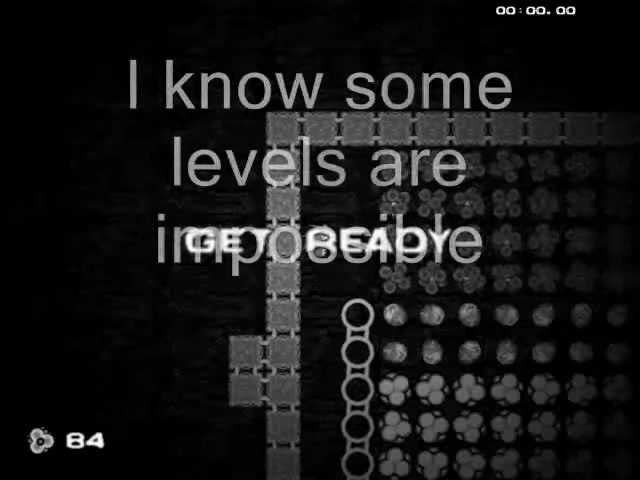 00:00.00
I know some
levels are
impossible
GET READY
84